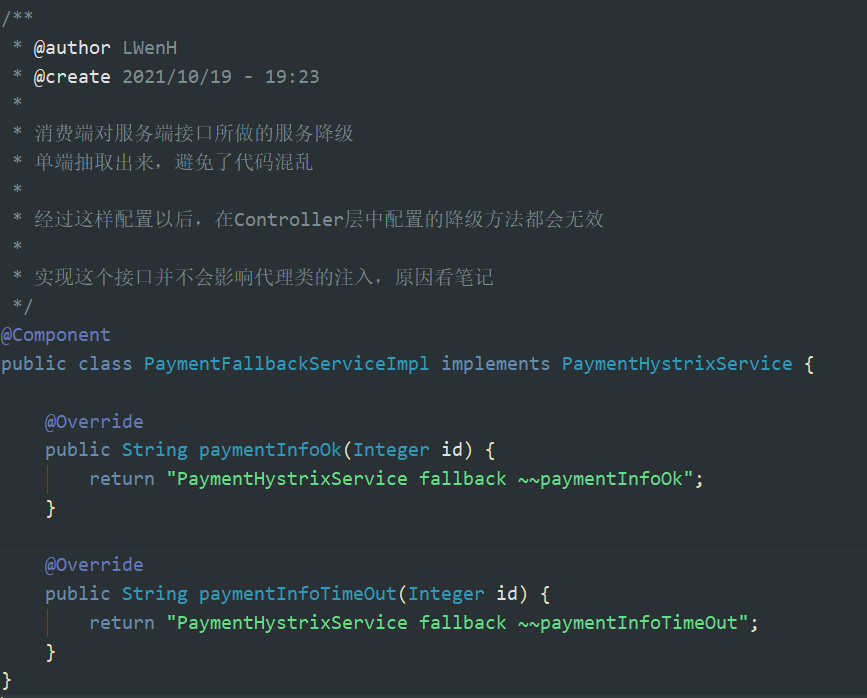 /**
 * @author LWenH
 * @create 2021/10/19 - 19:23
 *
 * 消费端对服务端接口所做的服务降级
 * 单端抽取出来，避免了代码混乱
 *
 * 经过这样配置以后，在Controller层中配置的降级方法都会无效
 *
 * 实现这个接口并不会影响代理类的注入，原因看笔记
 */
@Component
public class PaymentFallbackServiceImpl implements PaymentHystrixService {
    @Override
    public String paymentInfoOk(Integer id) {
        return "PaymentHystrixService fallback ~~paymentInfoOk";
    }
    @Override
    public String paymentInfoTimeOut(Integer id) {
        return "PaymentHystrixService fallback ~~paymentInfoTimeOut";
    }
}